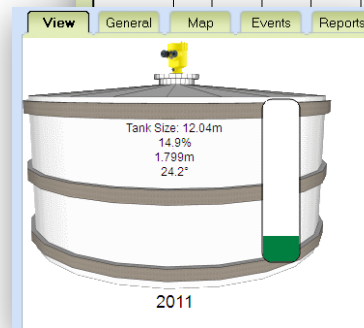 View General Map Events Reports
Tank Size: 12.04m
14.9%
1.799m
24.2°
2011